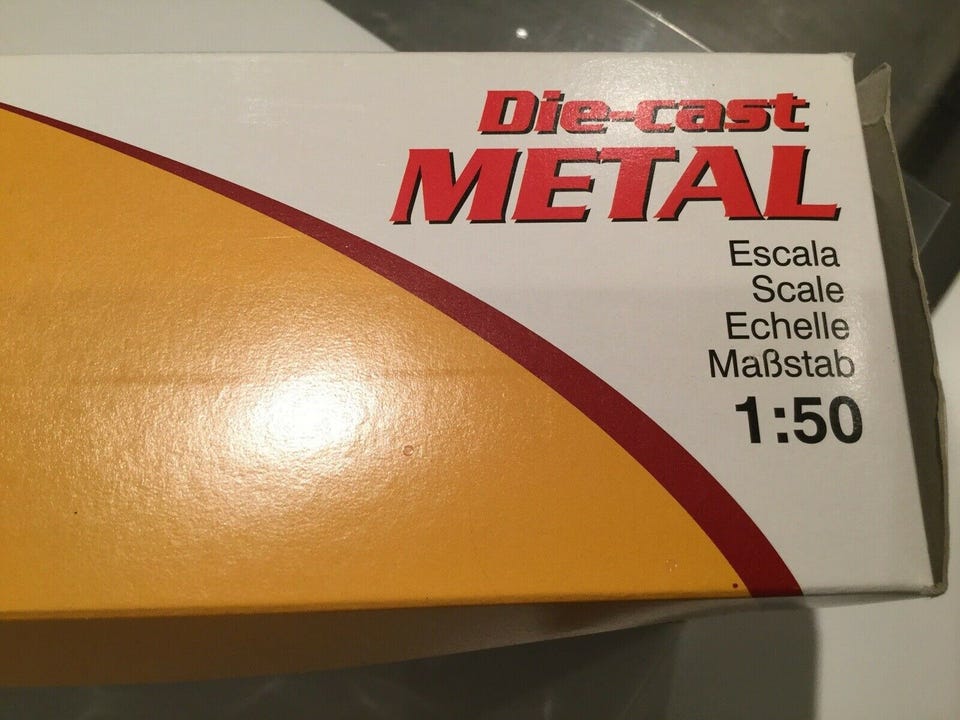 Die-cast
METAL
Escala
Scale
Echelle
Maßstab
1:50